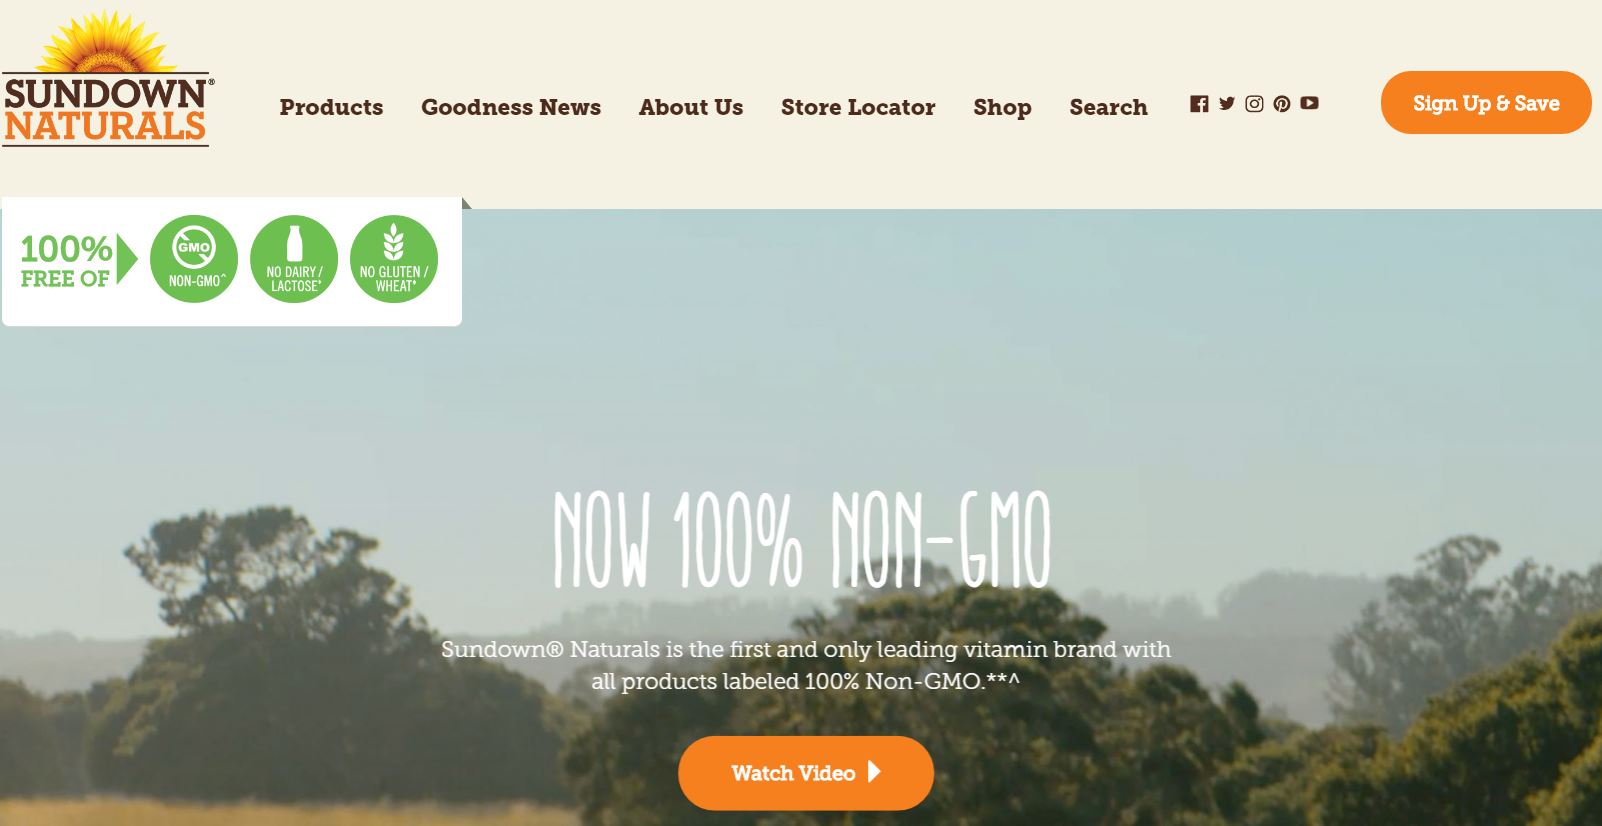 SUNDOWN®
NATURALS
Products Goodness News About Us Store Locator Shop Search
Sign Up & Save
100%
FREE OF
GMO
NON-GMO^
NO DAIRY /
LACTOSE*
NO GLUTEN /
WHEAT*
NOW 100% NON-GMO
Sundown® Naturals is the first and only leading vitamin brand with
all products labeled 100% Non-GMO.**^
Watch Video